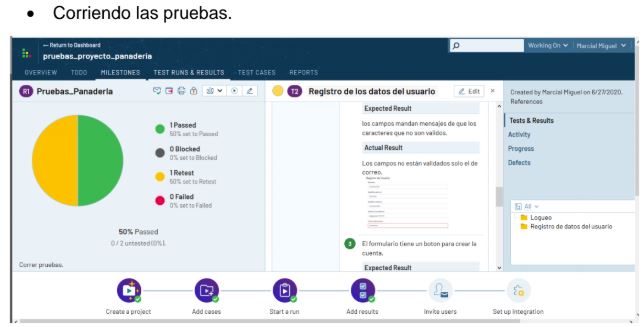 • Corriendo las pruebas.
← Return to Dashboard
pruebas_proyecto_panaderia
Working On
Marcial Miguel
OVERVIEW TODO MILESTONES TEST RUNS & RESULTS TEST CASES REPORTS
R1 Pruebas_Panaderia
1 Passed
50% set to Passed
0 Blocked
0% set to Blocked
1 Retest
50% set to Retest
0 Failed
0% set to Failed
50% Passed
0 / 2 untested (0%).
Correr pruebas.
T2 Registro de los datos del usuario
Edit
Expected Result
los campos mandan mensajes de que los
caracteres que no son validos.
Actual Result
Los campos no están validados solo el de
correo.
3 El formulario tiene un boton para crear la
cuenta.
Expected Result
Created by Marcial Miguel on 6/27/2020.
References
Tests & Results
Activity
Progress
Defects
All
Logueo
Registro de datos del usuario
Create a project
Add cases
Start a run
Add results
Invite users
Set up integration